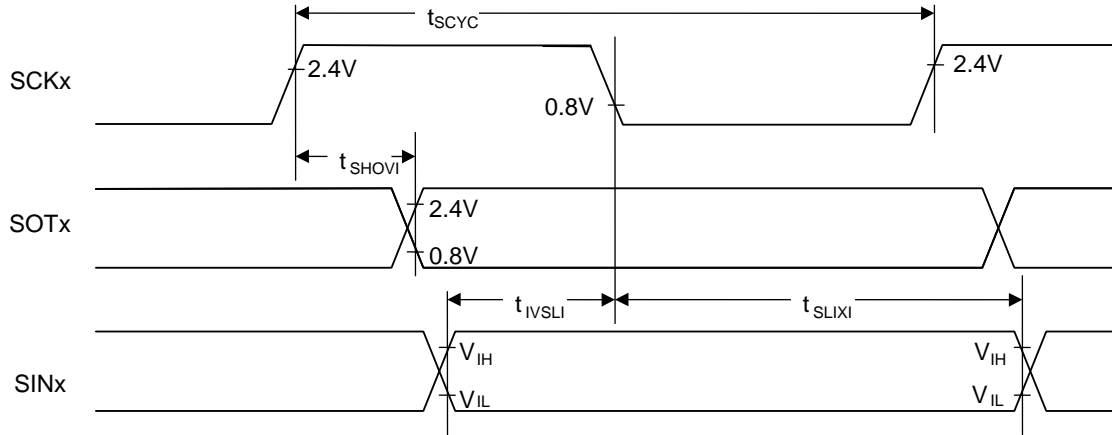 tSCYC
SCKx
2.4V
0.8V
2.4V
tSHOVI
SOTx
2.4V
0.8V
tIVSLI
tSLIXI
SINx
VIH
VIH
VIL
VIL